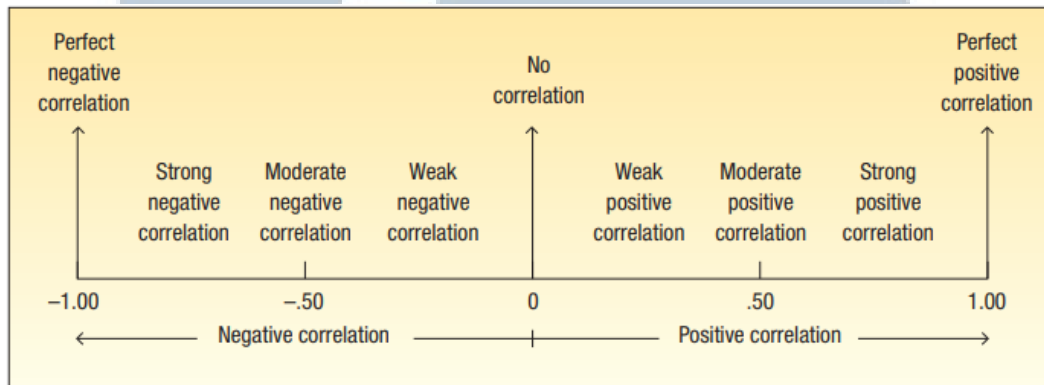 Perfect
negative
correlation
No
correlation
Perfect
positive
correlation
Strong
negative
correlation
Moderate
negative
correlation
Weak
negative
correlation
Weak
positive
correlation
Moderate
positive
correlation
Strong
positive
correlation
–1.00
–.50
0
.50
1.00
Negative correlation
Positive correlation